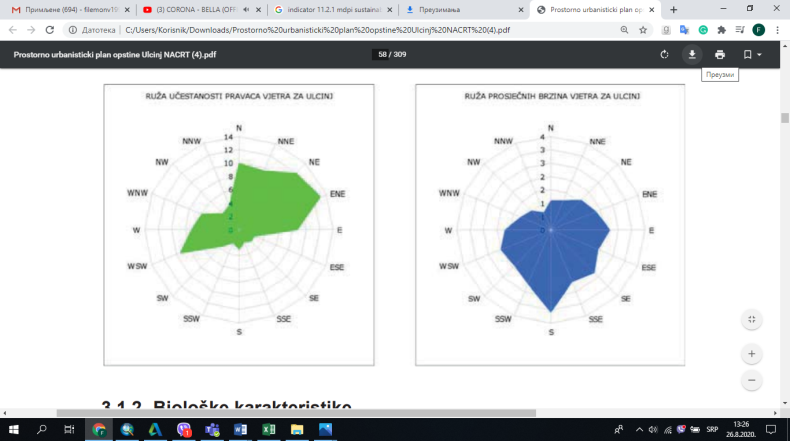 Примљене (694) - filemonv19
(3) CORONA - BELLA (OFF
indicator 11.2.1 mdpi sustaina
Преузимања
Prostorno urbanisticki plan op
Датотека | C:/Users/Korisnik/Downloads/Prostorno%20urbanisticki%20plan%20opstine%20Ulcinj%20NACRT%20(4).pdf
F
Prostorno urbanisticki plan opstine Ulcinj NACRT (4).pdf
58 / 309
Преузми
RUŽA UČESTANOSTI PRAVACA VJETRA ZA ULCINJ
N
NNE
NE
ENE
E
ESE
SE
SSE
S
SSW
SW
WSW
W
WNW
NW
NNW
14
12
10
8
6
4
2
0
RUŽA PROSJEČNIH BRZINA VJETRA ZA ULCINJ
N
NNE
NE
ENE
E
ESE
SE
SSE
S
SSW
SW
WSW
W
WNW
NW
NNW
4
3
3
2
2
1
1
0
3.1.2. Biološke karakteristike
SRP
13:26
26.8.2020.